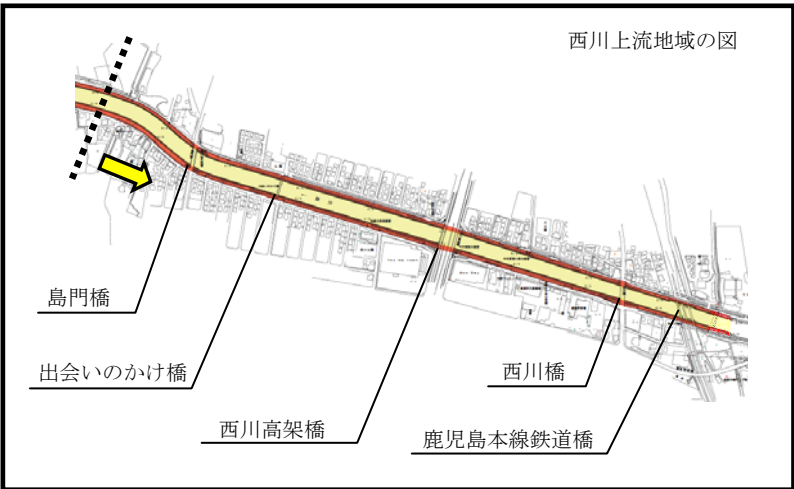 西川上流地域の図
島門橋
出会いのかけ橋
西川高架橋
西川橋
鹿児島本線鉄道橋